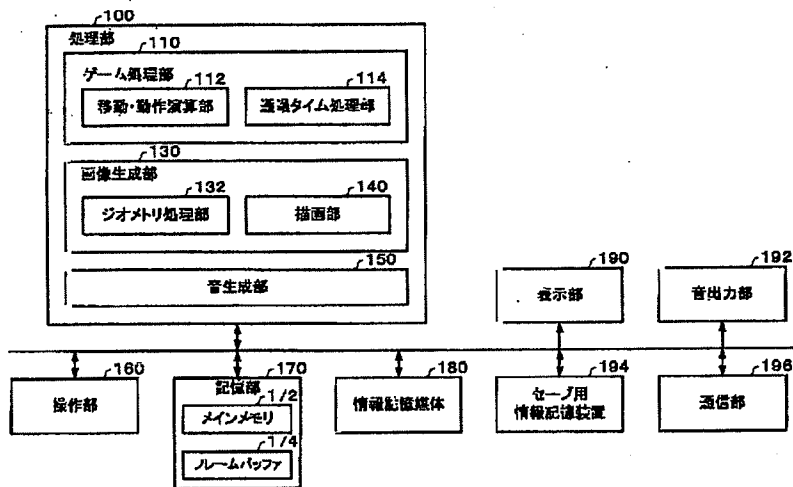 100
処理部
110
ゲーム処理部
112
移動・動作演算部
114
通過タイム処理部
130
画像生成部
132
ジオメトリ処理部
140
描画部
150
音生成部
190
表示部
192
音出力部
160
操作部
170
記憶部
1/2
メインメモリ
1/4
フレームバッファ
180
情報記憶媒体
194
セーブ用
情報記憶装置
196
通信部